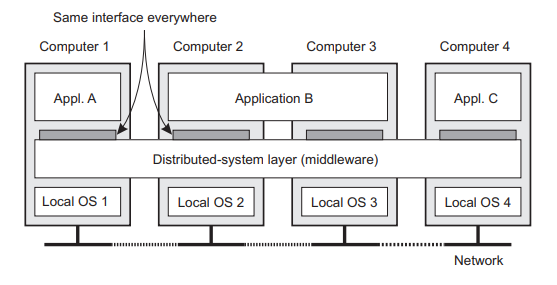 Same interface everywhere
Computer 1
Computer 2
Computer 3
Computer 4
Appl. A
Application B
Appl. C
Distributed-system layer (middleware)
Local OS 1
Local OS 2
Local OS 3
Local OS 4
Network